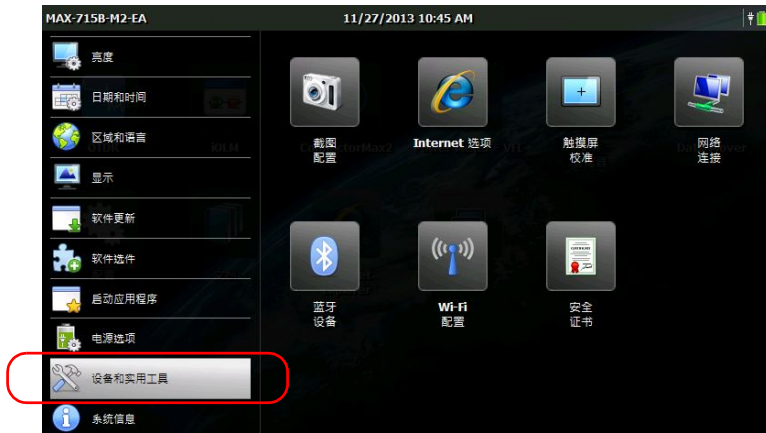 MAX-715B-M2-EA 11/27/2013 10:45 AM
亮度
日期和时间
区域和语言
显示
软件更新
软件选件
启动应用程序
电源选项
设备和实用工具
系统信息
截图
配置
Internet 选项
触摸屏
校准
网络
连接
蓝牙
设备
Wi-Fi
配置
安全
证书